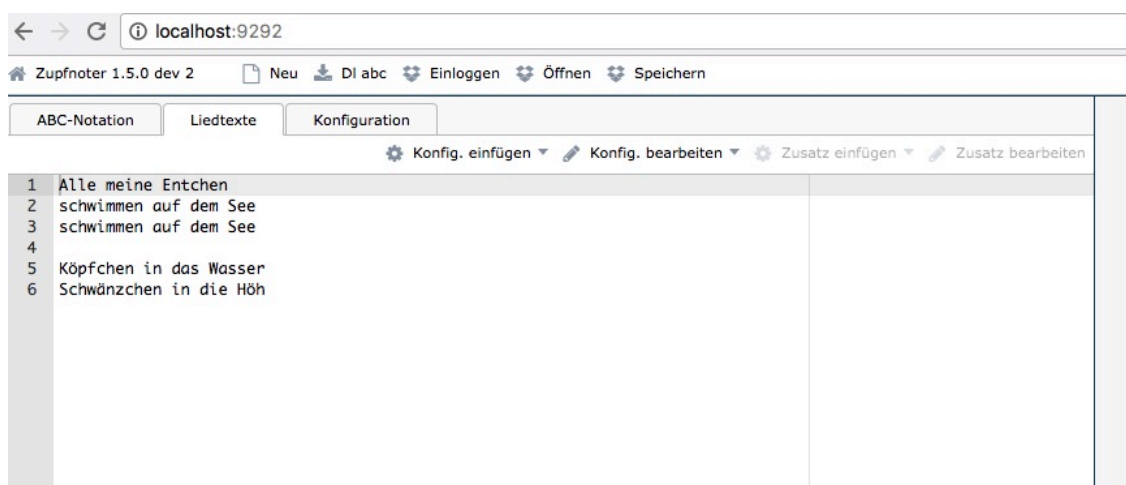 localhost:9292
Zupfnoter 1.5.0 dev 2 Neu Dl abc Einloggen Öffnen Speichern
ABC-Notation Liedtexte Konfiguration
Konfig. einfügen Konfig. bearbeiten Zusatz einfügen Zusatz bearbeiten
1 Alle meine Entchen
2 schwimmen auf dem See
3 schwimmen auf dem See
4
5 Köpfchen in das Wasser
6 Schwänzchen in die Höh